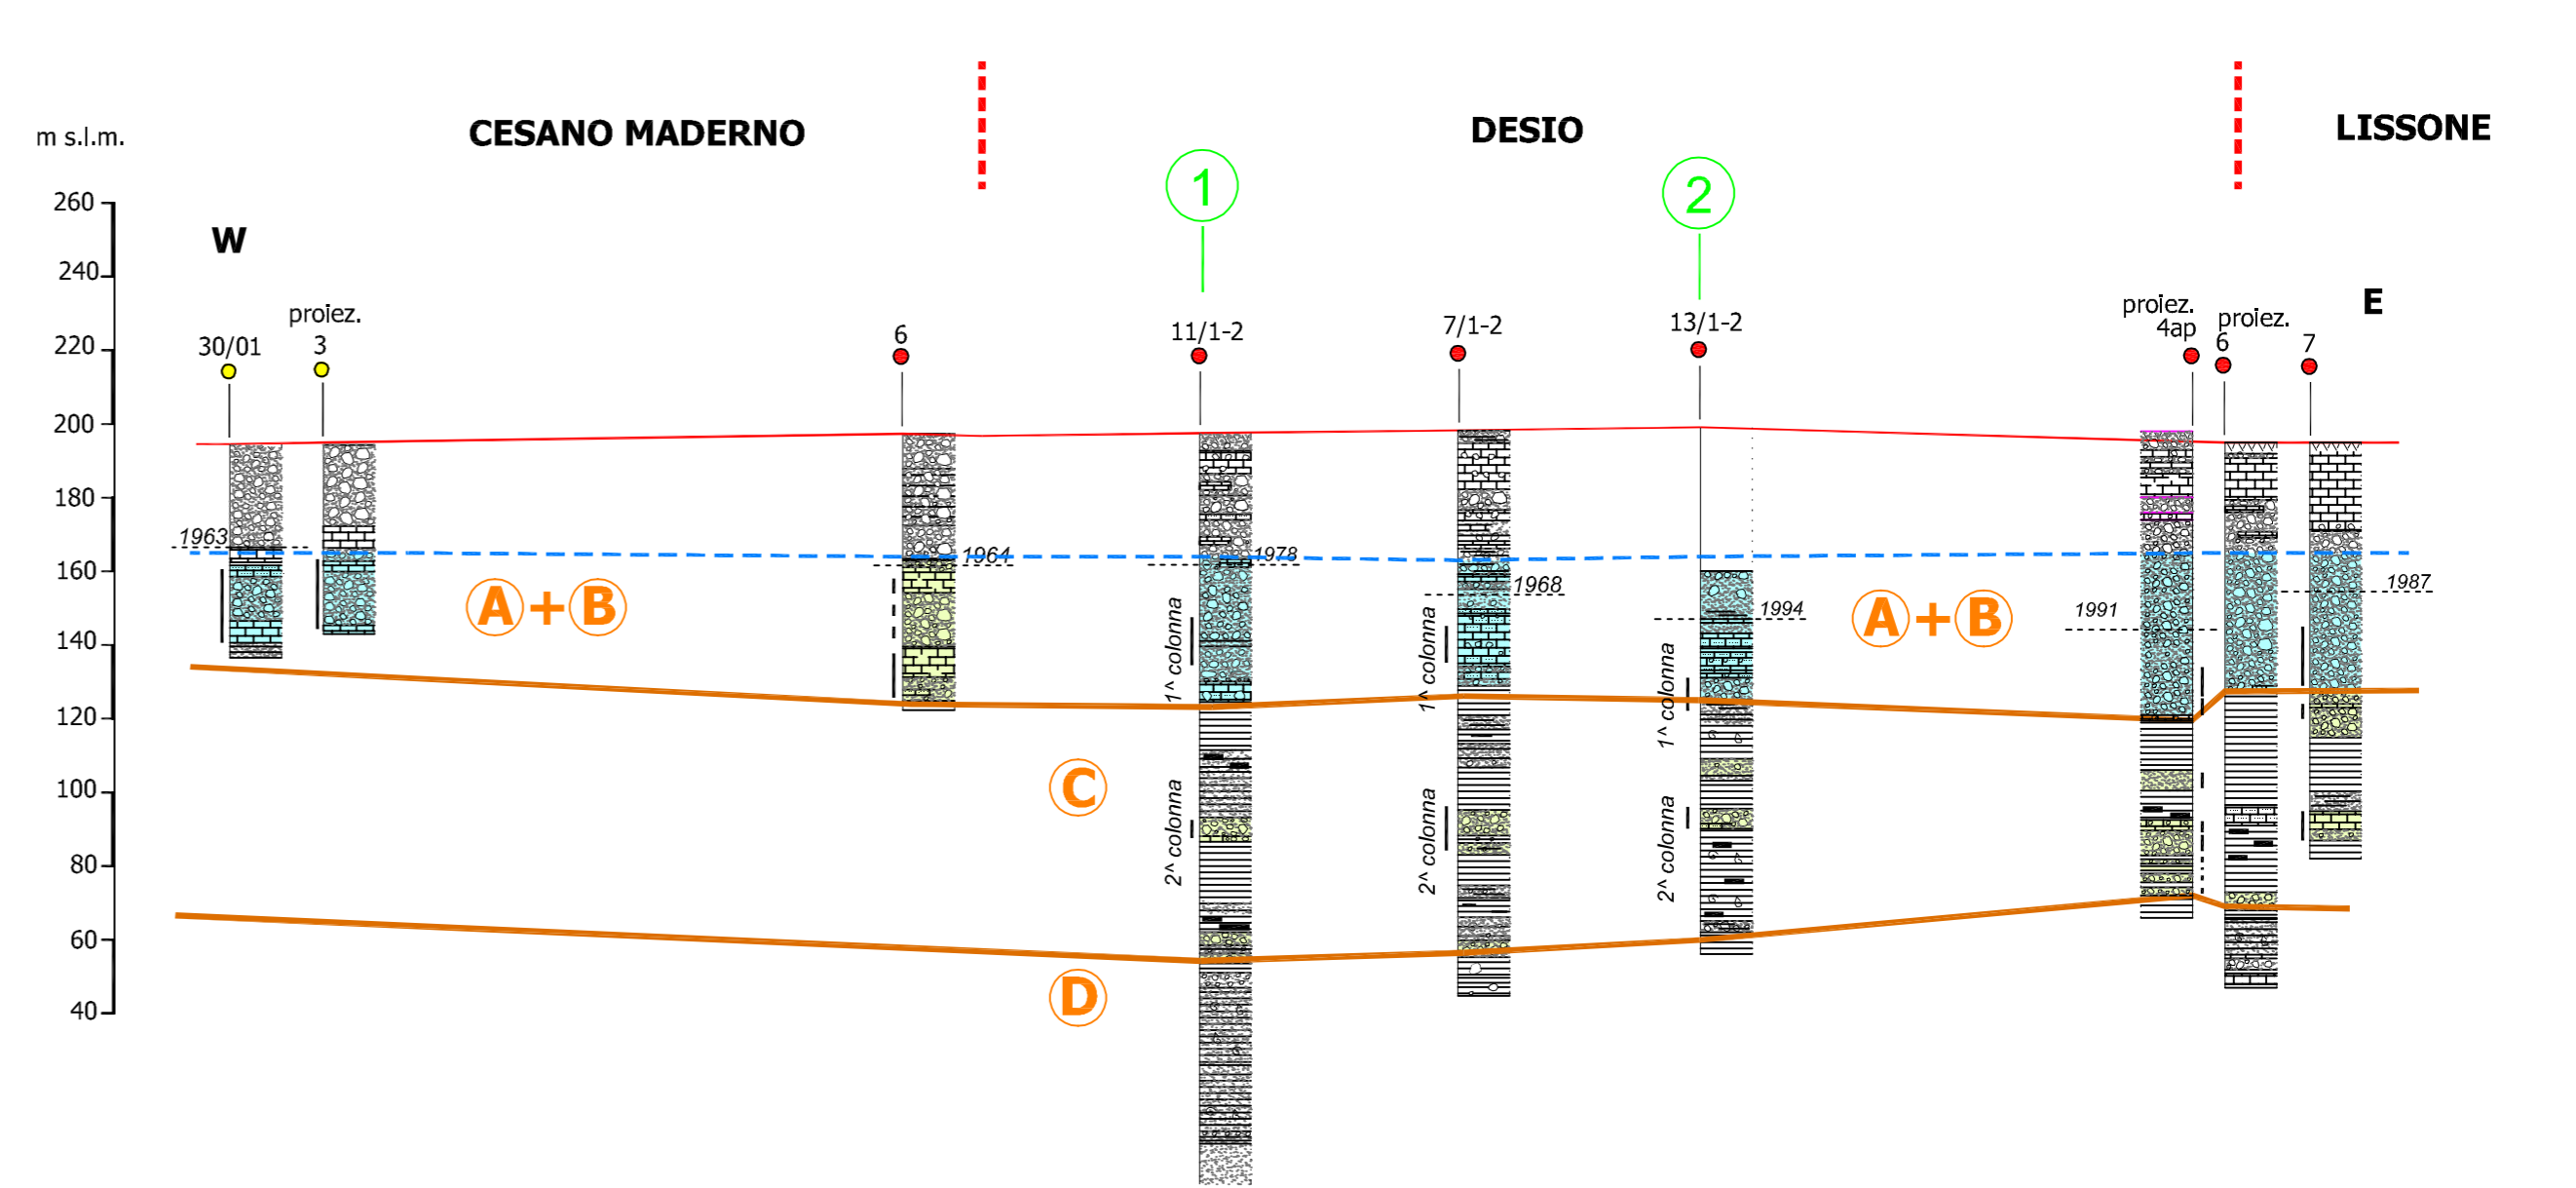 CESANO MADERNO
DESIO
LISSONE
m s.l.m.
1
2
260
W
240
E
proiez.
proiez.
4ap
proiez.
220
30/01
3
6
11/1-2
7/1-2
13/1-2
6
7
200
180
1963
1964
1978
160
1968
1987
A+B
1994
A+B
1991
140
1^ colonna
1^ colonna
1^ colonna
120
100
C
2^ colonna
2^ colonna
2^ colonna
80
60
D
40